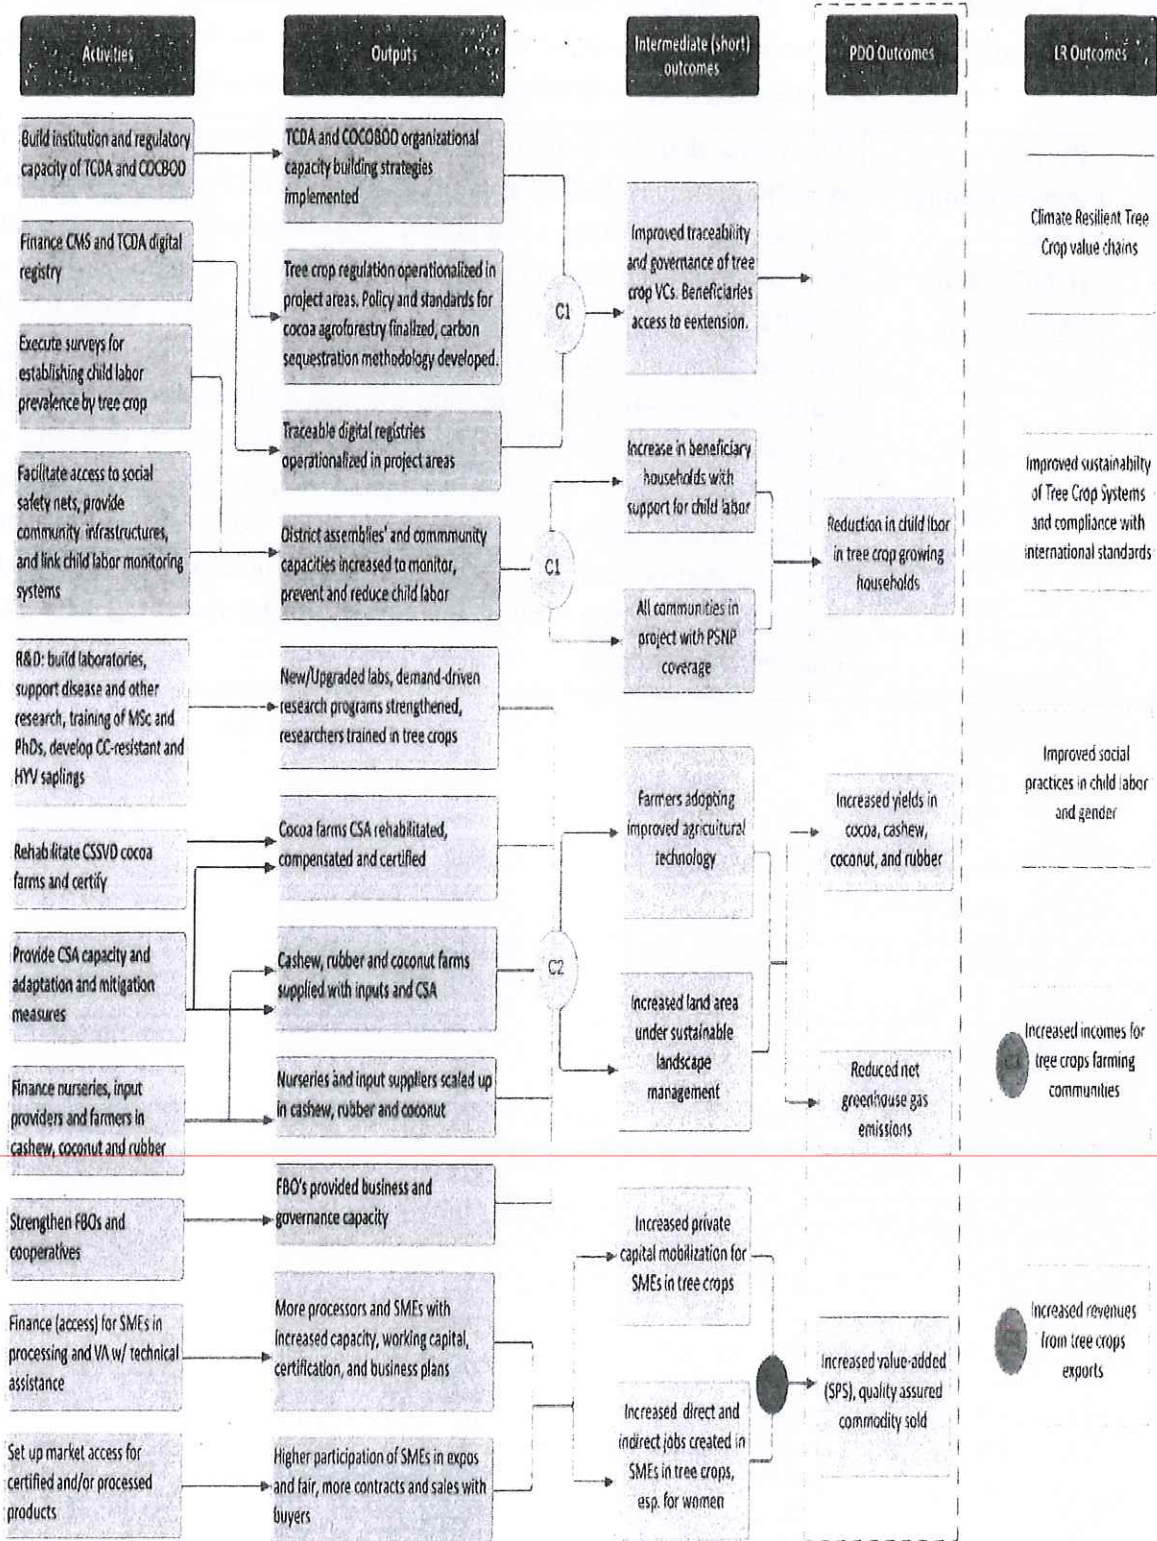 Activities
Outputs
Intermediate (short)
outcomes
PDO Outcomes
LR Outcomes
Build institution and regulatory
capacity of TCDA and COCBOD
Finance CMS and TCDA digital
registry
Execute surveys for
establishing child labor
prevalence by tree crop
Facilitate access to social
safety nets, provide
community infrastructures,
and link child labor monitoring
systems
R&D: build laboratories,
support disease and other
research, training of MSc and
PhDs, develop CC-resistant and
HYV saplings
Rehabilitate CSSVD cocoa
farms and certify
Provide CSA capacity and
adaptation and mitigation
measures
Finance nurseries, input
providers and farmers in
cashew, coconut and rubber
Strengthen FBOs and
cooperatives
Finance (access) for SMEs in
processing and VA w/ technical
assistance
Set up market access for
certified and/or processed
products
TCDA and COCOBOD organizational
capacity building strategies
implemented
Tree crop regulation operationalized in
project areas. Policy and standards for
cocoa agroforestry finalized, carbon
sequestration methodology developed.
Traceable digital registries
operationalized in project areas
District assemblies' and commmunity
capacities increased to monitor,
prevent and reduce child labor
New/Upgraded labs, demand-driven
research programs strengthened,
researchers trained in tree crops
Cocoa farms CSA rehabilitated,
compensated and certified
Cashew, rubber and coconut farms
supplied with inputs and CSA
Nurseries and input suppliers scaled up
in cashew, rubber and coconut
FBO's provided business and
governance capacity
More processors and SMEs with
increased capacity, working capital,
certification, and business plans
Higher participation of SMEs in expos
and fair, more contracts and sales with
buyers
C1
C1
C2
Improved traceability
and governance of tree
crop VCs. Beneficiaries
access to eextension.
Increase in beneficiary
households with
support for child labor
All communities in
project with PSNP
coverage
Farmers adopting
improved agricultural
technology
Increased land area
under sustainable
landscape
management
Increased private
capital mobilization for
SMEs in tree crops
Increased direct and
indirect jobs created in
SMEs in tree crops,
esp. for women
Reduction in child lbor
in tree crop growing
households
Increased yields in
cocoa, cashew,
coconut, and rubber
Reduced net
greenhouse gas
emissions
Increased value-added
(SPS), quality assured
commodity sold
Climate Resilient Tree
Crop value chains
Improved sustainabilty
of Tree Crop Systems
and compliance with
international standards
Improved social
practices in child labor
and gender
Increased incomes for
tree crops farming
communities
Increased revenues
from tree crops
exports